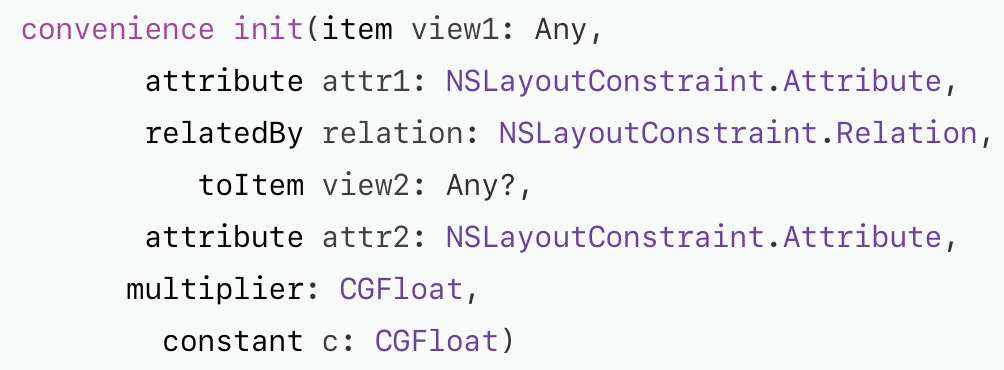 convenience init(item view1: Any,
attribute attr1: NSLayoutConstraint.Attribute,
relatedBy relation: NSLayoutConstraint.Relation,
toItem view2: Any?,
attribute attr2: NSLayoutConstraint.Attribute,
multiplier: CGFloat,
constant c: CGFloat)